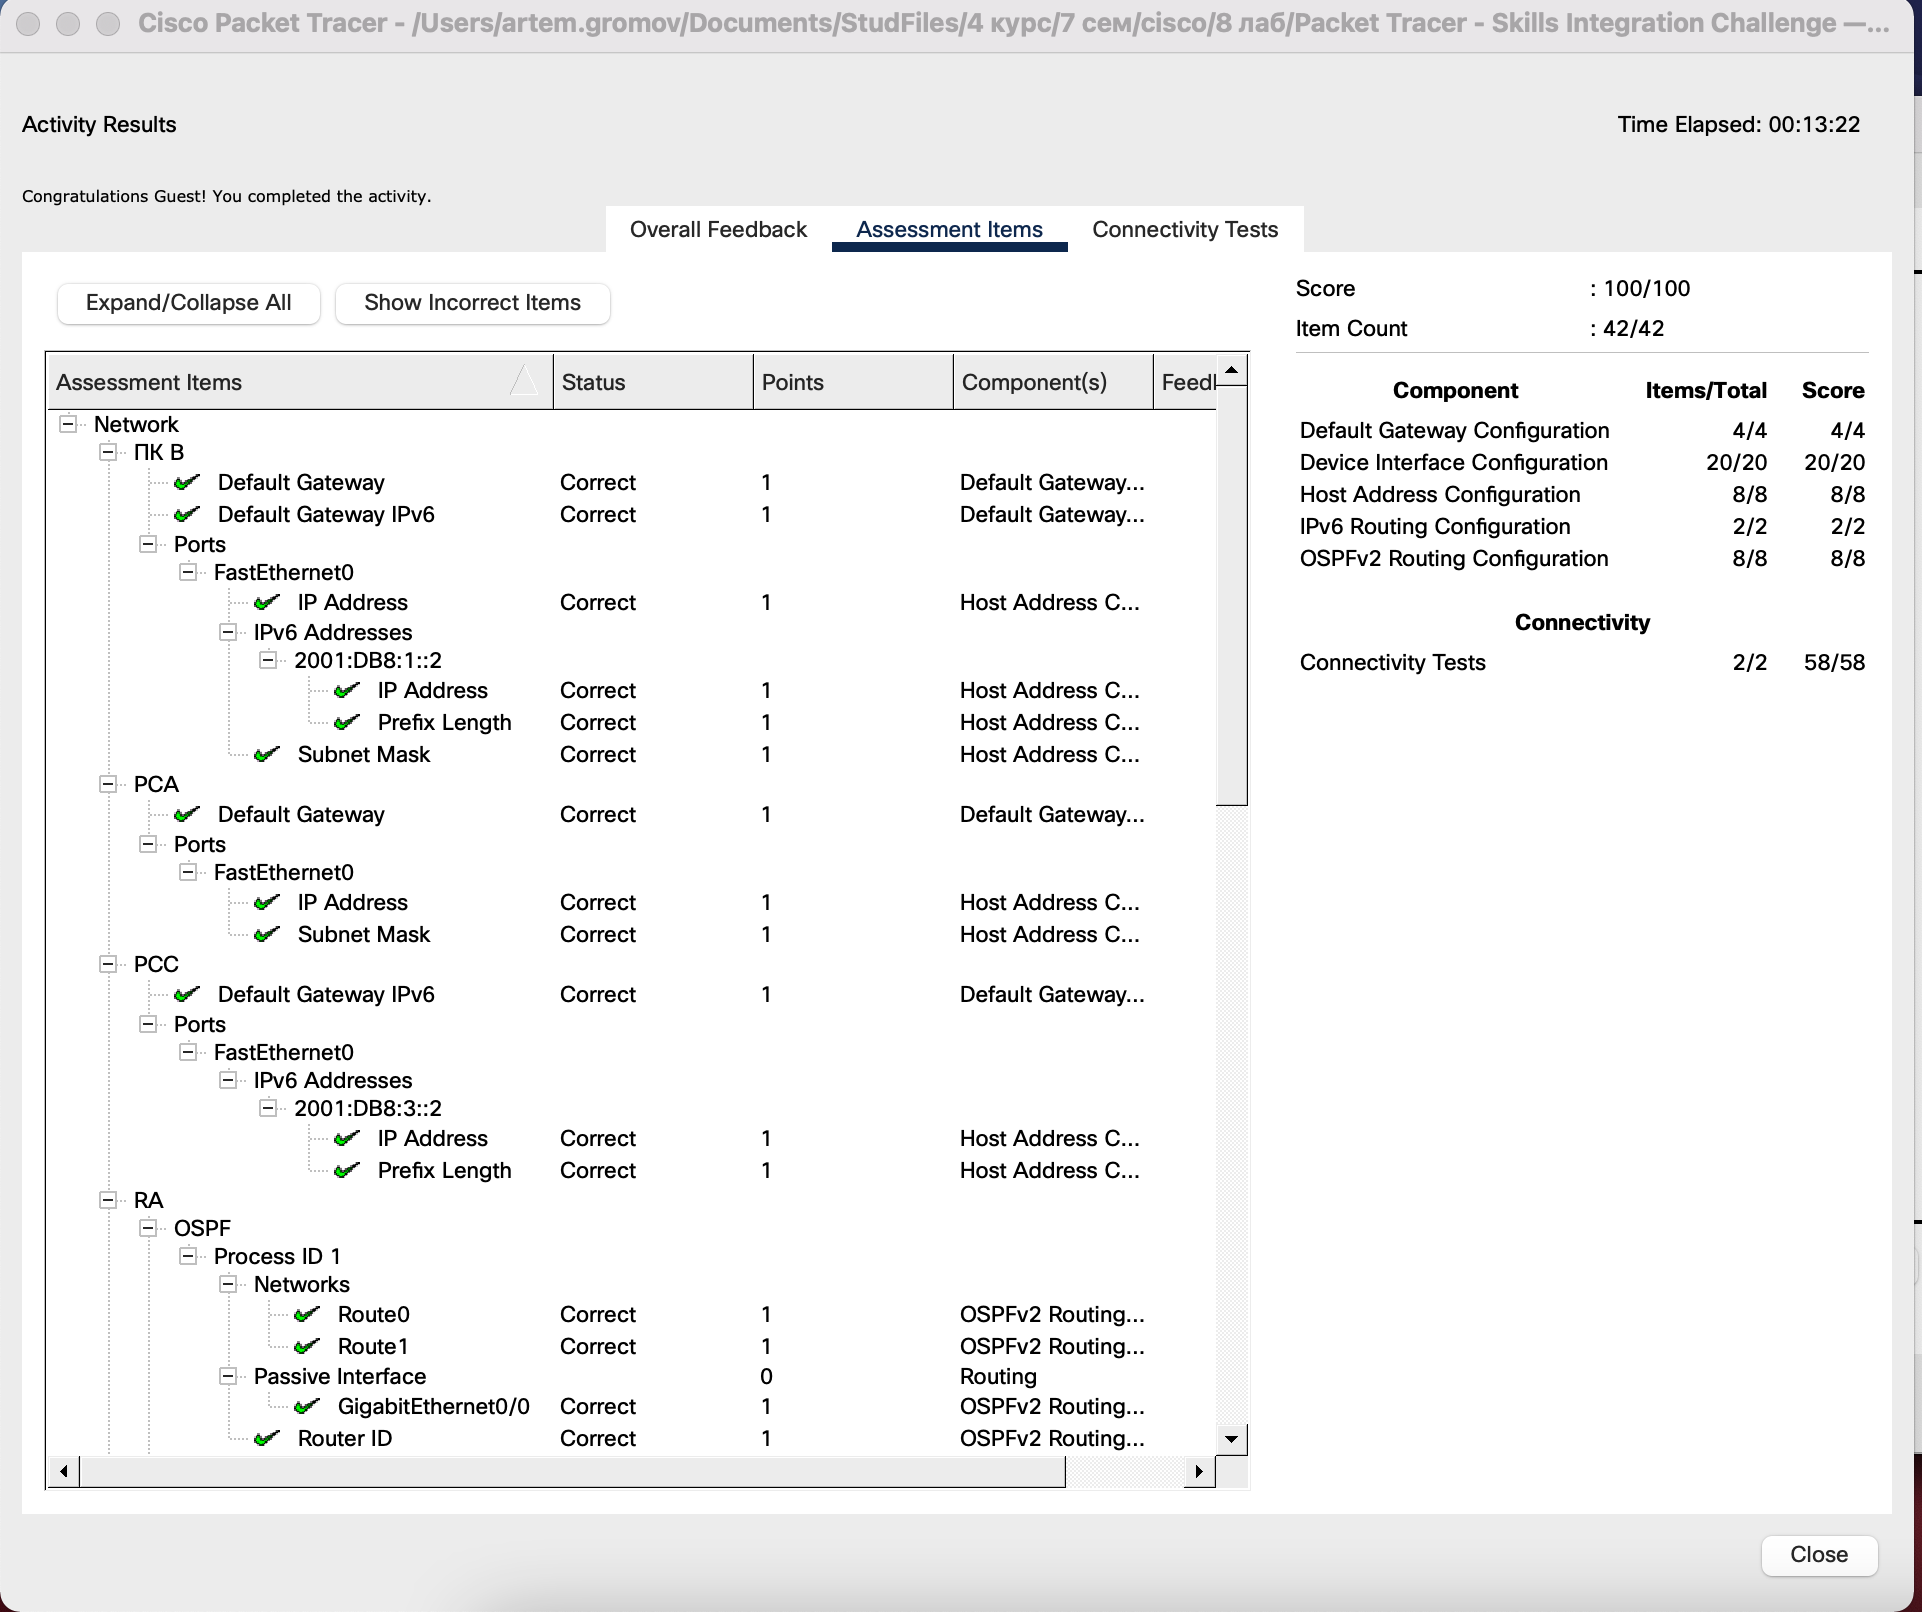 Cisco Packet Tracer - /Users/artem.gromov/Documents/StudFiles/4 курс/7 сем/cisco/8 лаб/Packet Tracer - Skills Integration Challenge —...
Activity Results
Time Elapsed: 00:13:22
Congratulations Guest! You completed the activity.
Overall Feedback Assessment Items Connectivity Tests
Expand/Collapse All Show Incorrect Items
Assessment Items Status Points Component(s) Feedl
Network
ПК B
Default Gateway Correct 1 Default Gateway...
Default Gateway IPv6 Correct 1 Default Gateway...
Ports
FastEthernet0
IP Address Correct 1 Host Address C...
IPv6 Addresses
2001:DB8:1::2
IP Address Correct 1 Host Address C...
Prefix Length Correct 1 Host Address C...
Subnet Mask Correct 1 Host Address C...
PCA
Default Gateway Correct 1 Default Gateway...
Ports
FastEthernet0
IP Address Correct 1 Host Address C...
Subnet Mask Correct 1 Host Address C...
PCC
Default Gateway IPv6 Correct 1 Default Gateway...
Ports
FastEthernet0
IPv6 Addresses
2001:DB8:3::2
IP Address Correct 1 Host Address C...
Prefix Length Correct 1 Host Address C...
RA
OSPF
Process ID 1
Networks
Route0 Correct 1 OSPFv2 Routing...
Route1 Correct 1 OSPFv2 Routing...
Passive Interface 0 Routing
GigabitEthernet0/0 Correct 1 OSPFv2 Routing...
Router ID Correct 1 OSPFv2 Routing...
Score : 100/100
Item Count : 42/42
Component Items/Total Score
Default Gateway Configuration 4/4 4/4
Device Interface Configuration 20/20 20/20
Host Address Configuration 8/8 8/8
IPv6 Routing Configuration 2/2 2/2
OSPFv2 Routing Configuration 8/8 8/8
Connectivity
Connectivity Tests 2/2 58/58
Close